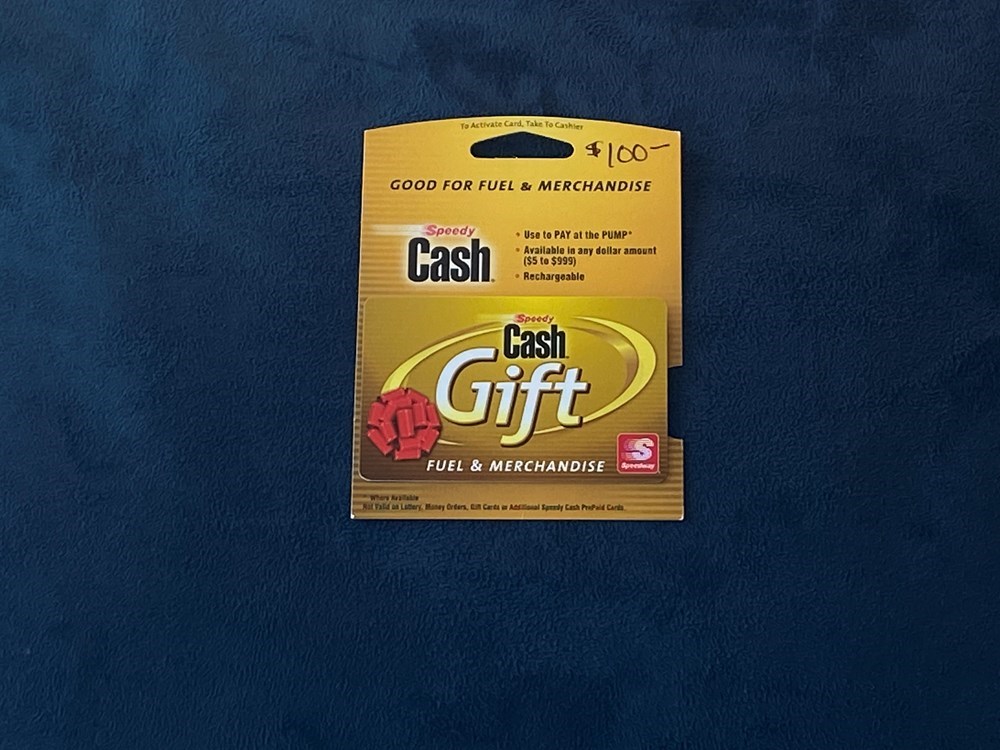 To Activate Card, Take To Cashier
$100-
GOOD FOR FUEL & MERCHANDISE
Speedy
Cash
• Use to PAY at the PUMP*
• Available in any dollar amount
($5 to $999)
• Rechargeable
Speedy
Cash
Gift
FUEL & MERCHANDISE
S
Speedway
*Where Available
Not Valid on Lottery, Money Orders, Gift Cards or Additional Speedy Cash PrePaid Cards.